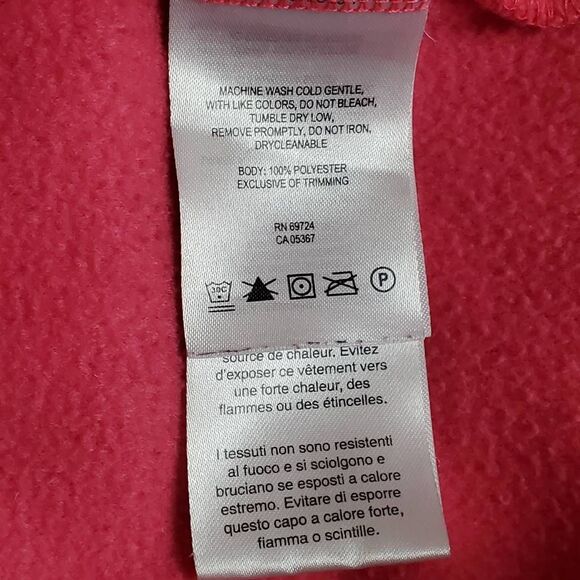 MACHINE WASH COLD GENTLE,
WITH LIKE COLORS, DO NOT BLEACH,
TUMBLE DRY LOW,
REMOVE PROMPTLY, DO NOT IRON,
DRYCLEANABLE
BODY: 100% POLYESTER
EXCLUSIVE OF TRIMMING
RN 69724
CA 05367
30C
P
source de chaleur. Évitez
d'exposer ce vêtement vers
une forte chaleur, des
flammes ou des étincelles.
I tessuti non sono resistenti
al fuoco e si sciolgono e
bruciano se esposti a calore
estremo. Evitare di esporre
questo capo a calore forte,
fiamma o scintille.